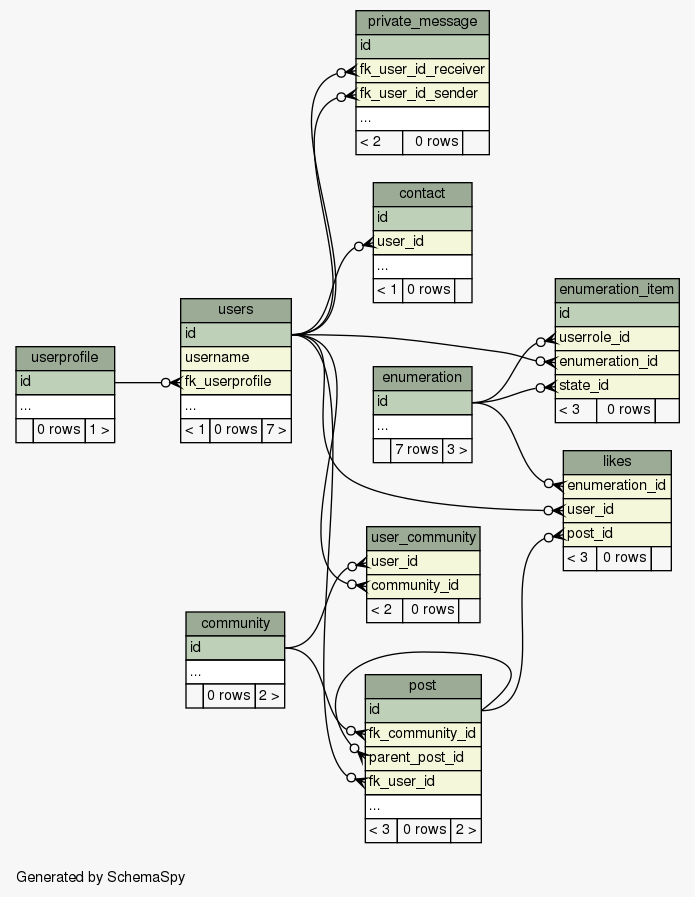 private_message
id
fk_user_id_receiver
fk_user_id_sender
...
< 2 0 rows
contact
id
user_id
...
< 1 0 rows
enumeration_item
id
userrole_id
enumeration_id
state_id
< 3 0 rows
users
id
username
fk_userprofile
...
< 1 0 rows 7 >
userprofile
id
...
0 rows 1 >
enumeration
id
...
7 rows 3 >
likes
enumeration_id
user_id
post_id
< 3 0 rows
user_community
user_id
community_id
< 2 0 rows
community
id
...
0 rows 2 >
post
id
fk_community_id
parent_post_id
fk_user_id
...
< 3 0 rows 2 >
Generated by SchemaSpy